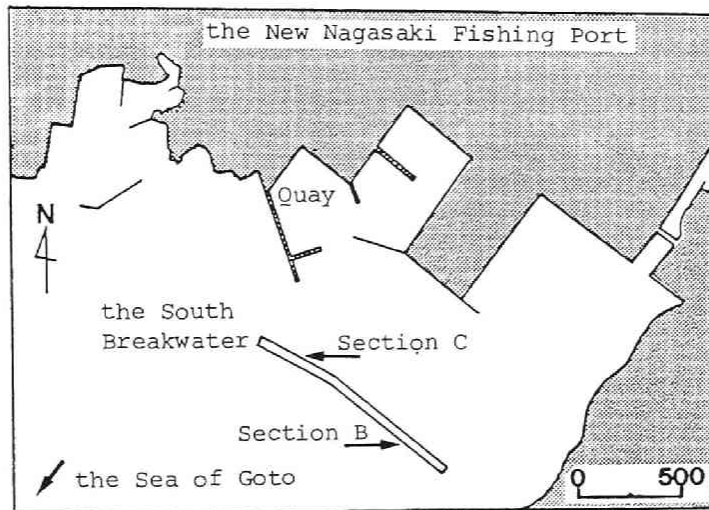 the New Nagasaki Fishing Port
Quay
N
the South
Breakwater
Section C
Section B
the Sea of Goto
0 500